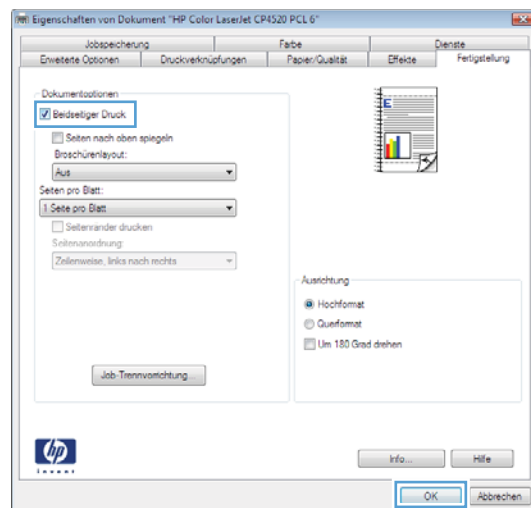 Eigenschaften von Dokument "HP Color LaserJet CP4520 PCL 6"
Jobspeicherung Farbe Dienste
Erweiterte Optionen Druckverknüpfungen Papier/Qualität Effekte Fertigstellung
Dokumentoptionen
Beidseitiger Druck
Seiten nach oben spiegeln
Broschürenlayout:
Aus
Seiten pro Blatt:
1 Seite pro Blatt
Seitenränder drucken
Seitenanordnung:
Zeilenweise, links nach rechts
Job-Trennvorrichtung...
E
Ausrichtung
Hochformat
Querformat
Um 180 Grad drehen
hp
invent
Info... Hilfe
OK Abbrechen